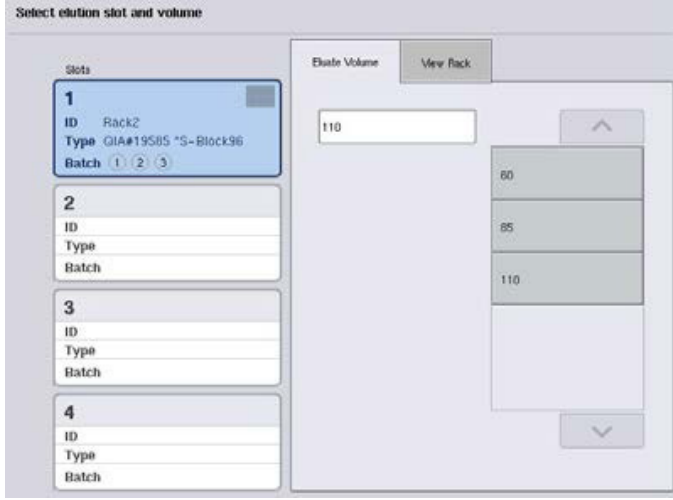 Select elution slot and volume
Slots
1
ID Rack2
Type QIA#19585 *S-Block96
Batch 1 2 3
2
ID
Type
Batch
3
ID
Type
Batch
4
ID
Type
Batch
Eluate Volume
View Rack
110
60
85
110